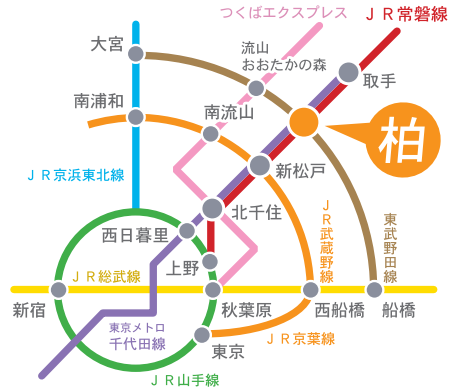 つくばエクスプレス
ＪＲ常磐線
大宮
流山
おおたかの森
取手
南浦和
南流山
柏
新松戸
ＪＲ京浜東北線
北千住
西日暮里
ＪＲ武蔵野線
東武野田線
上野
ＪＲ総武線
新宿
秋葉原
西船橋
船橋
東京メトロ
千代田線
東京
ＪＲ京葉線
ＪＲ山手線